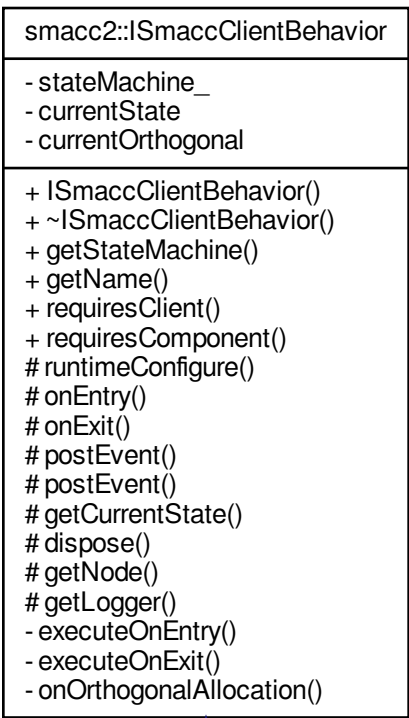 smacc2::ISmaccClientBehavior
- stateMachine_
- currentState
- currentOrthogonal
+ ISmaccClientBehavior()
+ ~ISmaccClientBehavior()
+ getStateMachine()
+ getName()
+ requiresClient()
+ requiresComponent()
# runtimeConfigure()
# onEntry()
# onExit()
# postEvent()
# postEvent()
# getCurrentState()
# dispose()
# getNode()
# getLogger()
- executeOnEntry()
- executeOnExit()
- onOrthogonalAllocation()